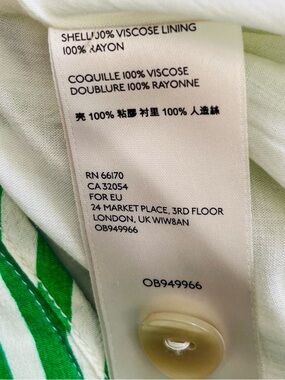 SHELL 100% VISCOSE LINING
100% RAYON
COQUILLE 100% VISCOSE
DOUBLURE 100% RAYONNE
壳 100% 粘膠 衬里 100% 人造絲
RN 66170
CA 32054
FOR EU
24 MARKET PLACE, 3RD FLOOR
LONDON, UK W1W8AN
OB949966
OB949966